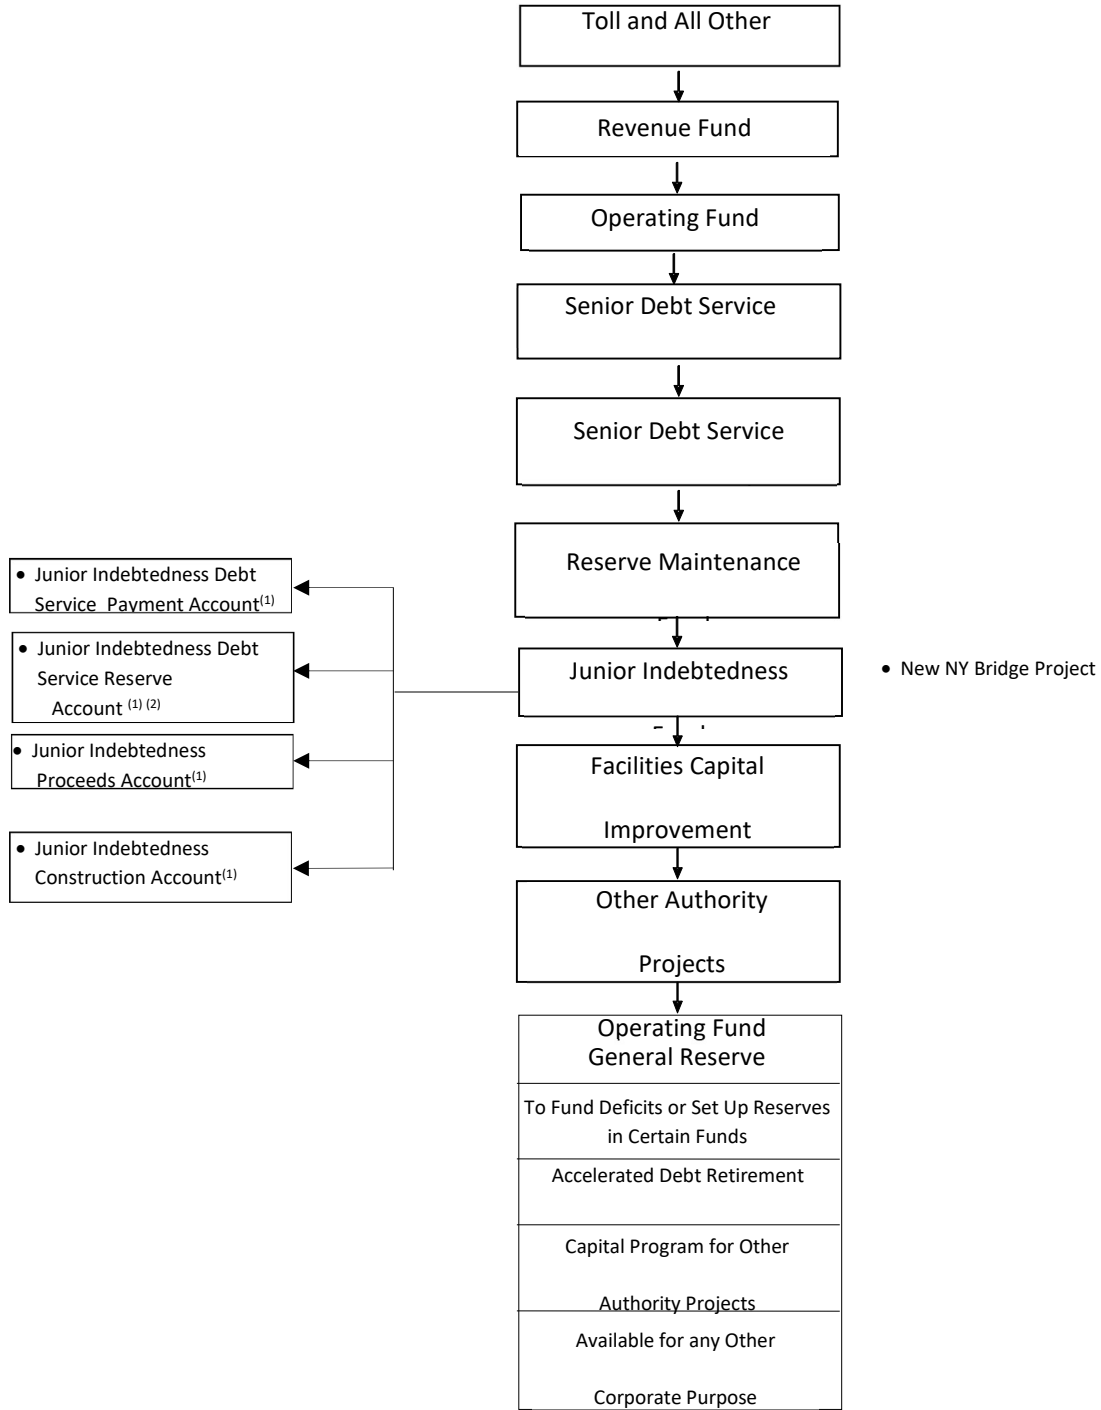 Toll and All Other
Revenue Fund
Operating Fund
Senior Debt Service
Senior Debt Service
Reserve Maintenance
• Junior Indebtedness Debt
Service Payment Account(1)
• Junior Indebtedness Debt
Service Reserve
Account (1) (2)
• Junior Indebtedness
Proceeds Account(1)
• Junior Indebtedness
Construction Account(1)
Junior Indebtedness
• New NY Bridge Project
Facilities Capital
Improvement
Other Authority
Projects
Operating Fund
General Reserve
To Fund Deficits or Set Up Reserves
in Certain Funds
Accelerated Debt Retirement
Capital Program for Other
Authority Projects
Available for any Other
Corporate Purpose